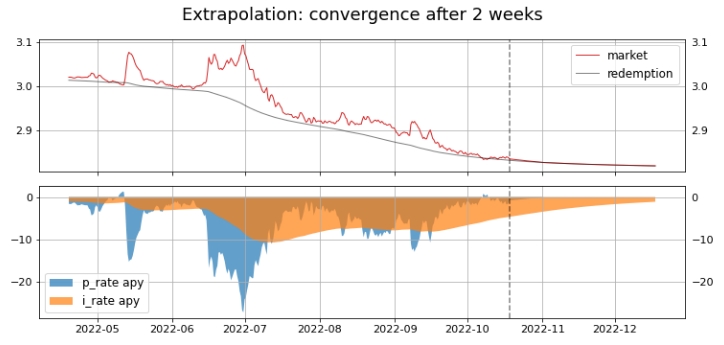 Extrapolation: convergence after 2 weeks
3.1
3.0
2.9
3.1
3.0
2.9
market
redemption
0
−10
−20
0
−10
−20
p_rate apy
i_rate apy
2022-05 2022-06 2022-07 2022-08 2022-09 2022-10 2022-11 2022-12